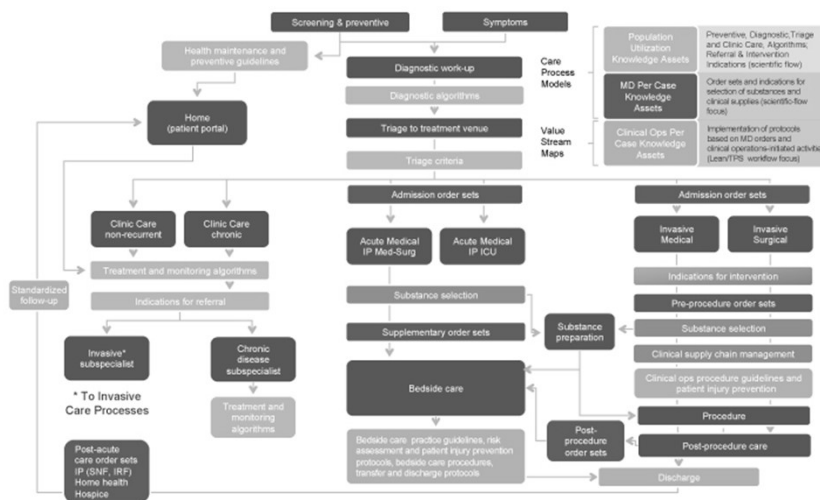 Screening & preventive
Symptoms
Health maintenance and
preventive guidelines
Diagnostic work-up
Diagnostic algorithms
Home
(patient portal)
Triage to treatment venue
Triage criteria
Care
Process
Models
Value
Stream
Maps
Population
Utilization
Knowledge Assets
Preventive, Diagnostic,Triage
and Clinic Care, Algorithms;
Referral & Intervention
Indications (scientific flow)
MD Per Case
Knowledge
Assets
Order sets and indications for
selection of substances and
clinical supplies (scientific-flow
focus)
Clinical Ops Per
Case Knowledge
Assets
Implementation of protocols
based on MD orders and
clinical operations-initiated activitie
(Lean/TPS workflow focus)
Clinic Care
non-recurrent
Clinic Care
chronic
Treatment and monitoring algorithms
Standardized
follow-up
Indications for referral
Invasive*
subspecialist
Chronic
disease
subspecialist
* To Invasive
Care Processes
Treatment and
monitoring
algorithms
Post-acute
care order sets
IP (SNF, IRF)
Home health
Hospice
Admission order sets
Acute Medical
IP Med-Surg
Acute Medical
IP ICU
Substance selection
Supplementary order sets
Substance
preparation
Bedside care
Bedside care practice guidelines, risk
assessment and patient injury prevention
protocols, bedside care procedures,
transfer and discharge protocols
Post-
procedure
order sets
Admission order sets
Invasive
Medical
Invasive
Surgical
Indications for intervention
Pre-procedure order sets
Substance selection
Clinical supply chain management
Clinical ops procedure guidelines and
patient injury prevention
Procedure
Post-procedure care
Discharge